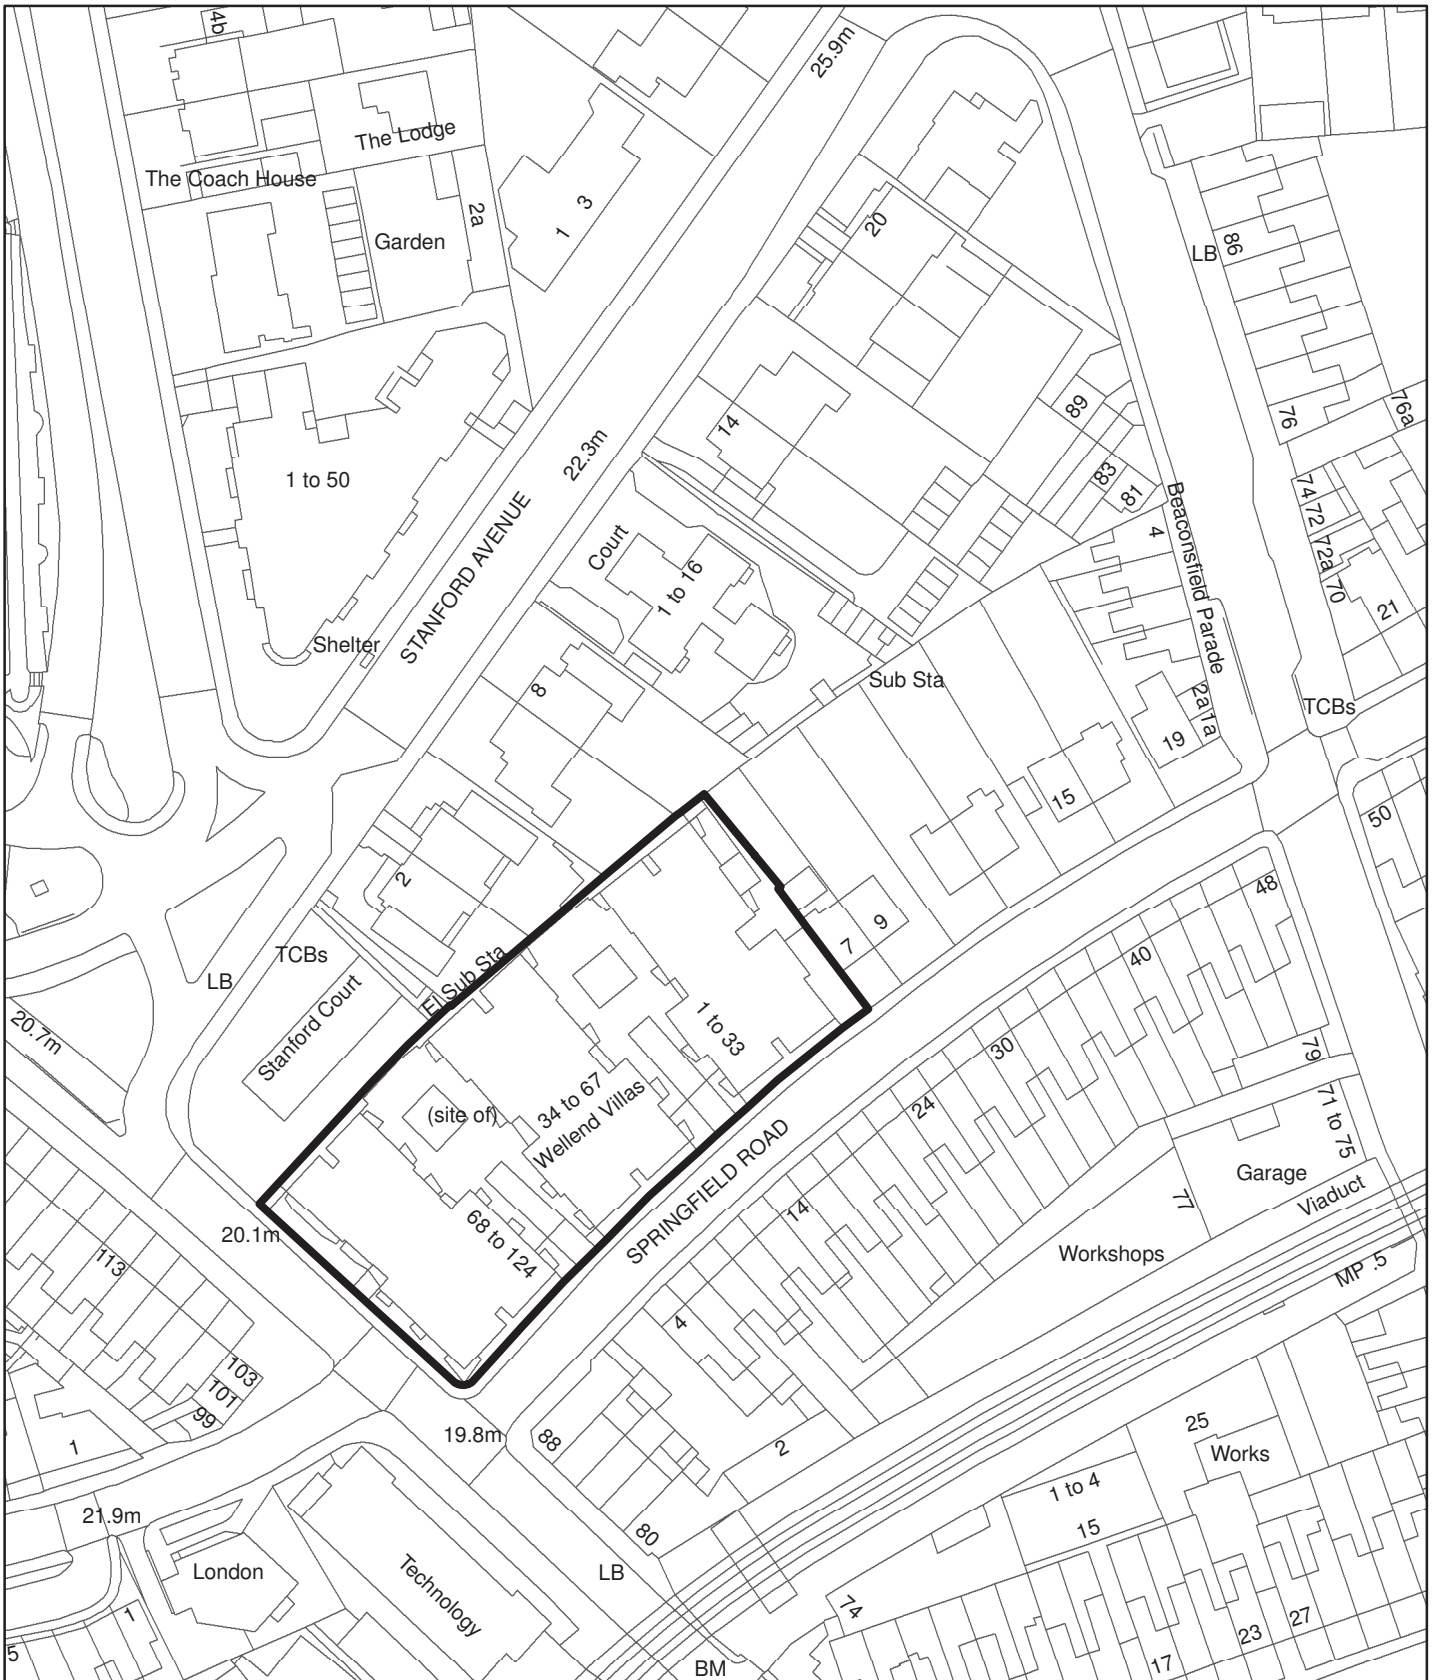 4b
25.9m
The Lodge
The Coach House
2a
1
3
Garden
20
LB
86
76
76a
89
14
83
81
22.3m
1 to 50
STANFORD AVENUE
Beaconsfield Parade
4
74
72
72a
70
21
Court
1 to 16
Shelter
8
Sub Sta
2a
1a
TCBs
19
15
50
2
48
7
9
TCBs
El Sub Sta
LB
Stanford Court
20.7m
40
1 to 33
30
79
34 to 67
Wellend Villas
(site of)
24
71 to 75
SPRINGFIELD ROAD
Garage
77
Viaduct
14
68 to 124
20.1m
113
Workshops
MP .5
4
103
101
99
1
19.8m
88
2
25
Works
1 to 4
15
21.9m
80
London
Technology
LB
74
1
5
23
27
17
BM